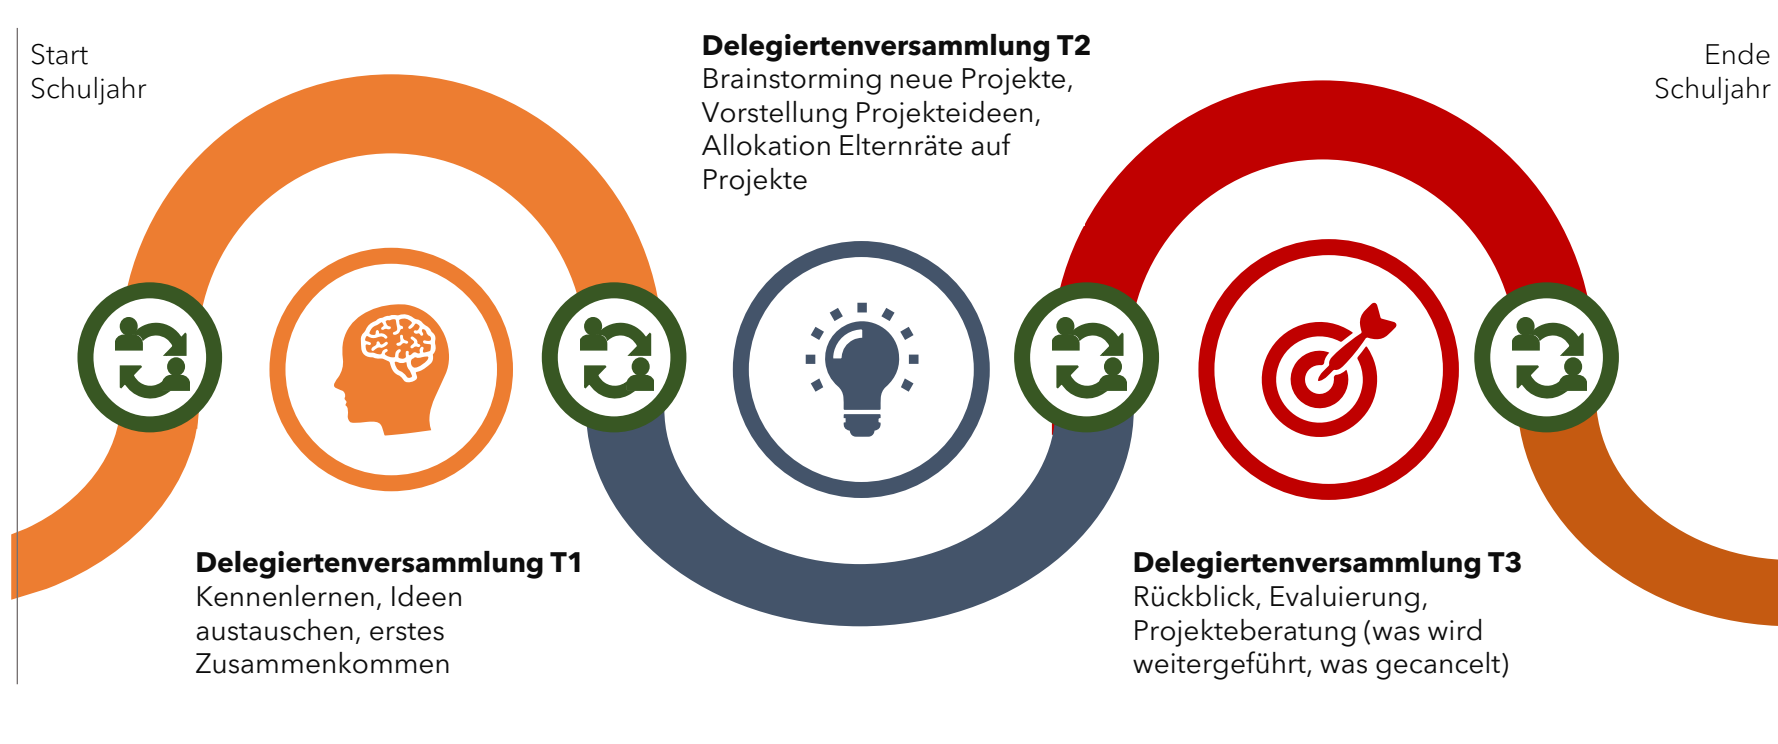 Start
Schuljahr
Delegiertenversammlung T2
Brainstorming neue Projekte,
Vorstellung Projekteideen,
Allokation Elternräte auf
Projekte
Ende
Schuljahr
Delegiertenversammlung T1
Kennenlernen, Ideen
austauschen, erstes
Zusammenkommen
Delegiertenversammlung T3
Rückblick, Evaluierung,
Projekteberatung (was wird
weitergeführt, was gecancelt)